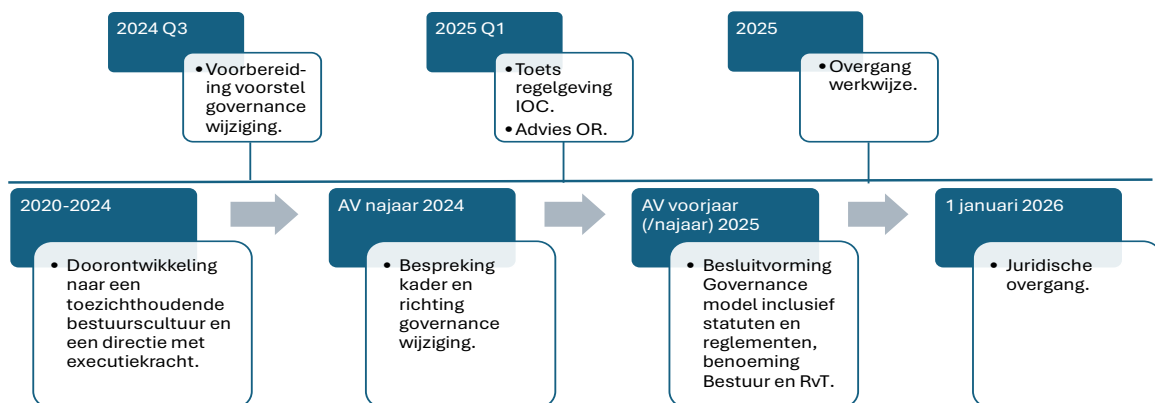 2024 Q3
• Voorbereid-
ing voorstel
governance
wijziging.
2025 Q1
• Toets
regelgeving
IOC.
• Advies OR.
2025
• Overgang
werkwijze.
2020-2024
• Doorontwikkeling
naar een
toezichthoudende
bestuurscultuur en
een directie met
executiekracht.
AV najaar 2024
• Bespreking
kader en
richting
governance
wijziging.
AV voorjaar
(/najaar) 2025
• Besluitvorming
Governance
model inclusief
statuten en
reglementen,
benoeming
Bestuur en RvT.
1 januari 2026
• Juridische
overgang.